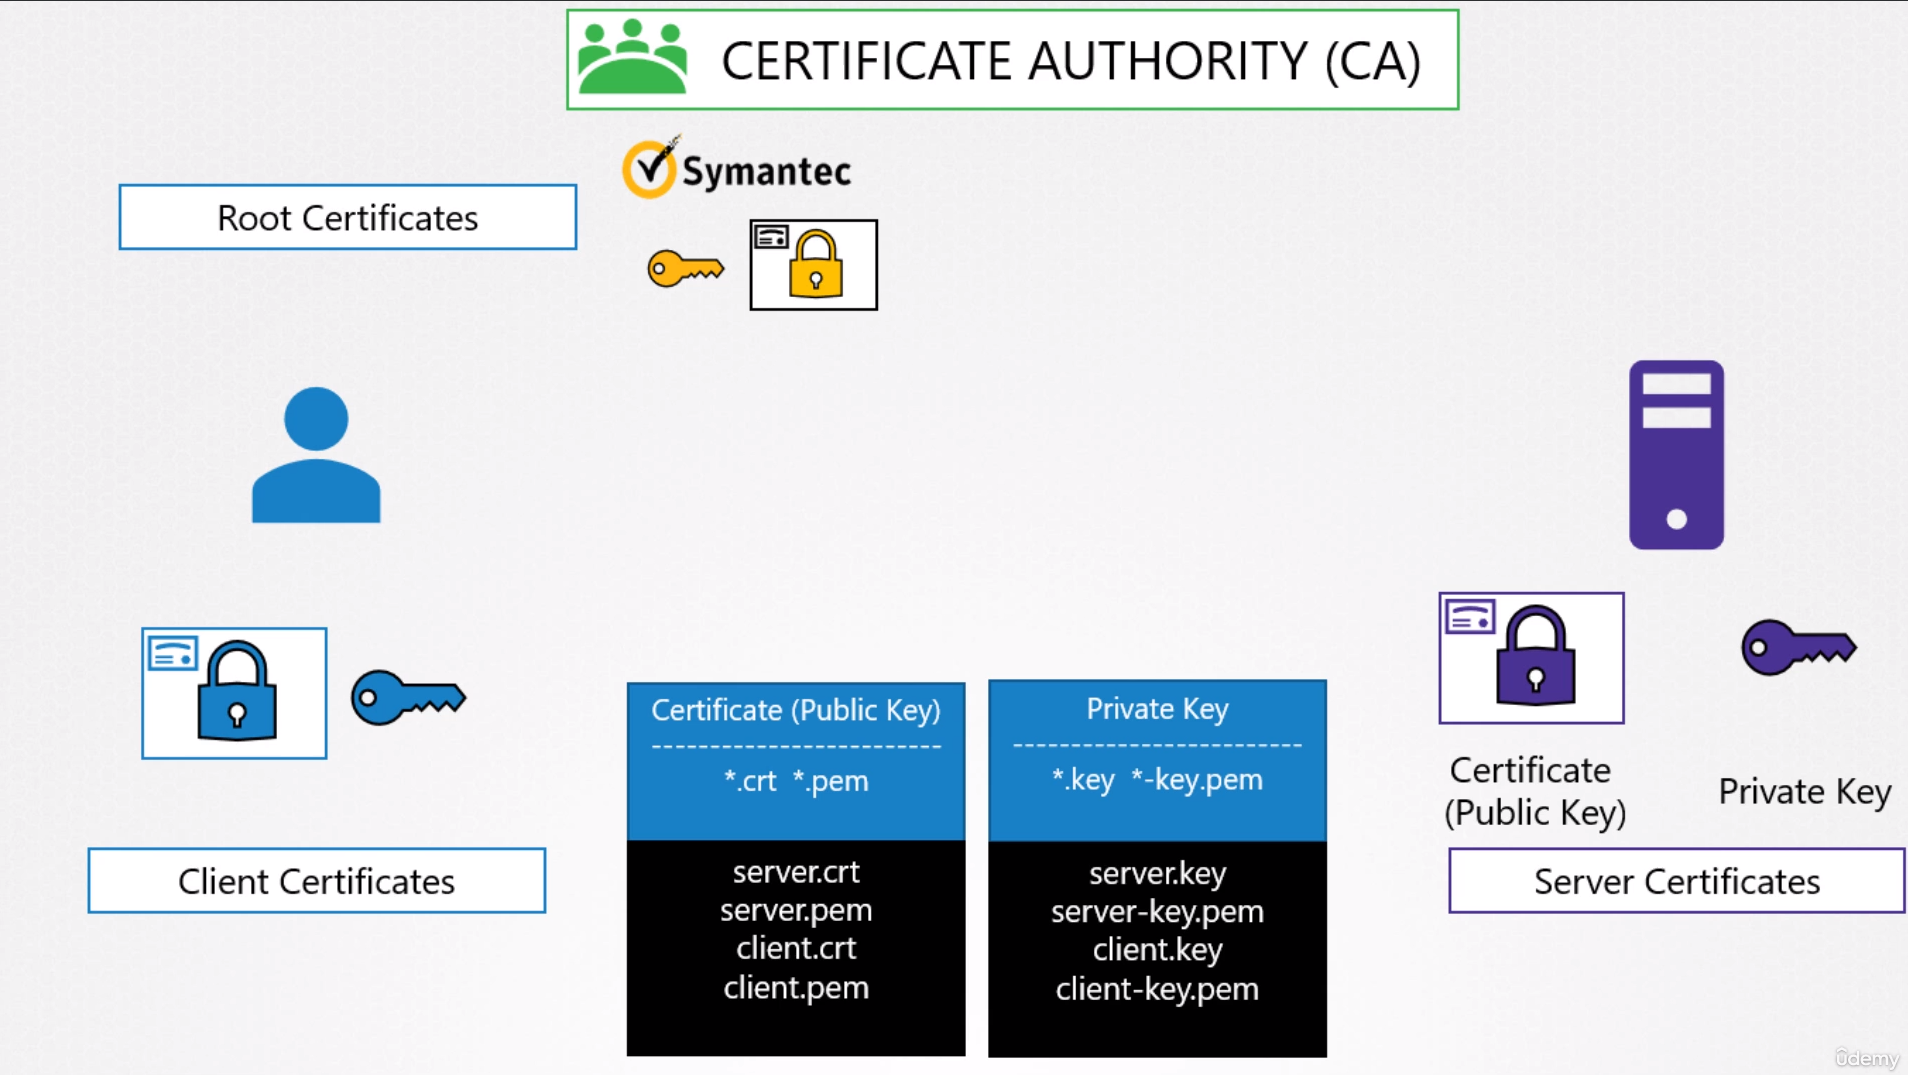 CERTIFICATE AUTHORITY (CA)
Symantec
Root Certificates
Certificate (Public Key)
-------------------------
*.crt *.pem
server.crt
server.pem
client.crt
client.pem
Private Key
-------------------------
*.key *-key.pem
server.key
server-key.pem
client.key
client-key.pem
Certificate
(Public Key)
Private Key
Client Certificates
Server Certificates
ûdemy